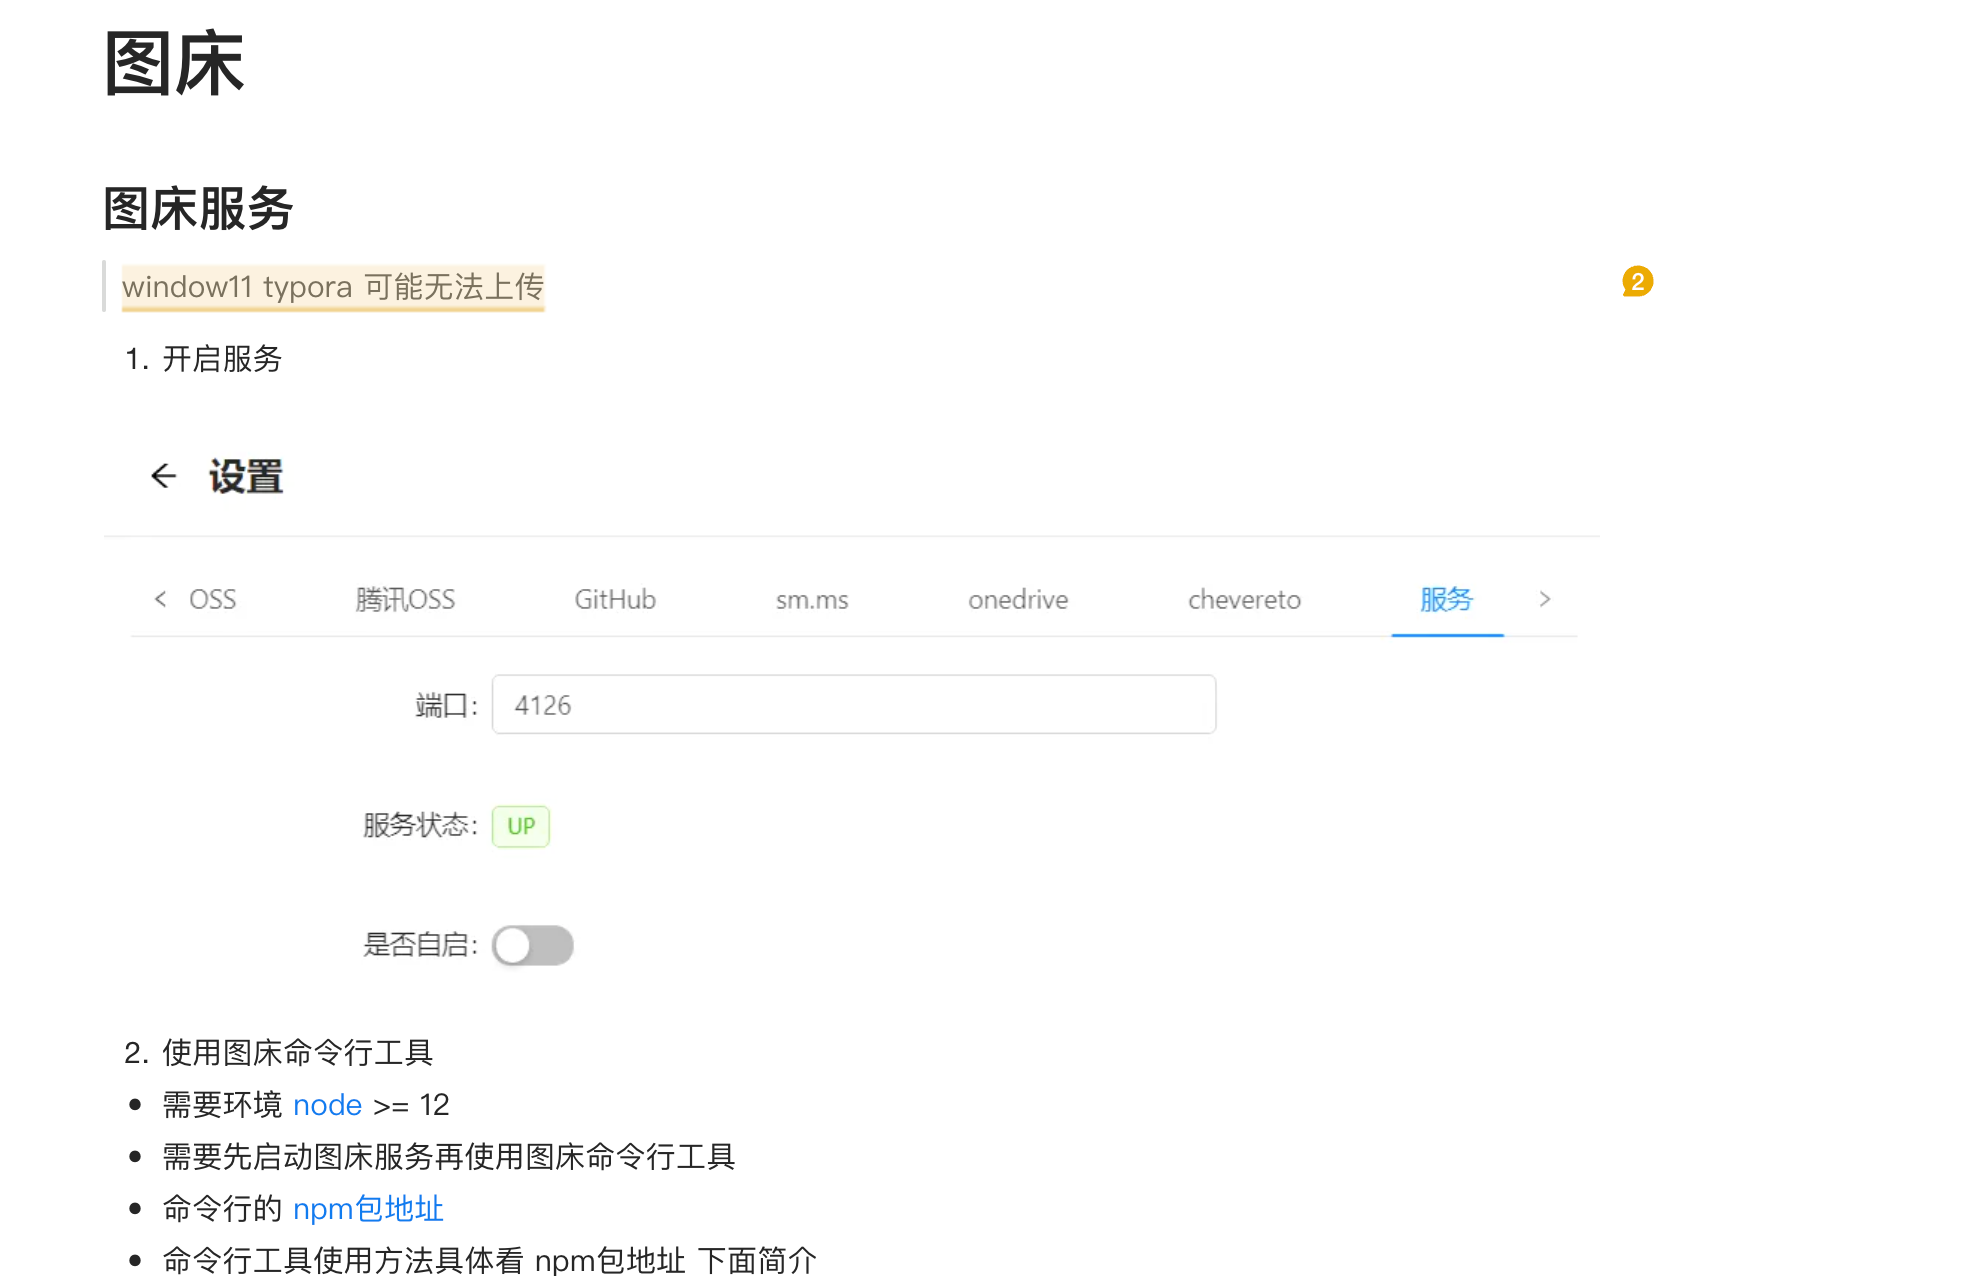 图床
图床服务
window11 typora 可能无法上传
2
1. 开启服务
← 设置
< OSS 腾讯OSS GitHub sm.ms onedrive chevereto 服务 >
端口: 4126
服务状态: UP
是否自启:
2. 使用图床命令行工具
• 需要环境 node >= 12
• 需要先启动图床服务再使用图床命令行工具
• 命令行的 npm包地址
• 命令行工具使用方法具体看 npm包地址 下面简介